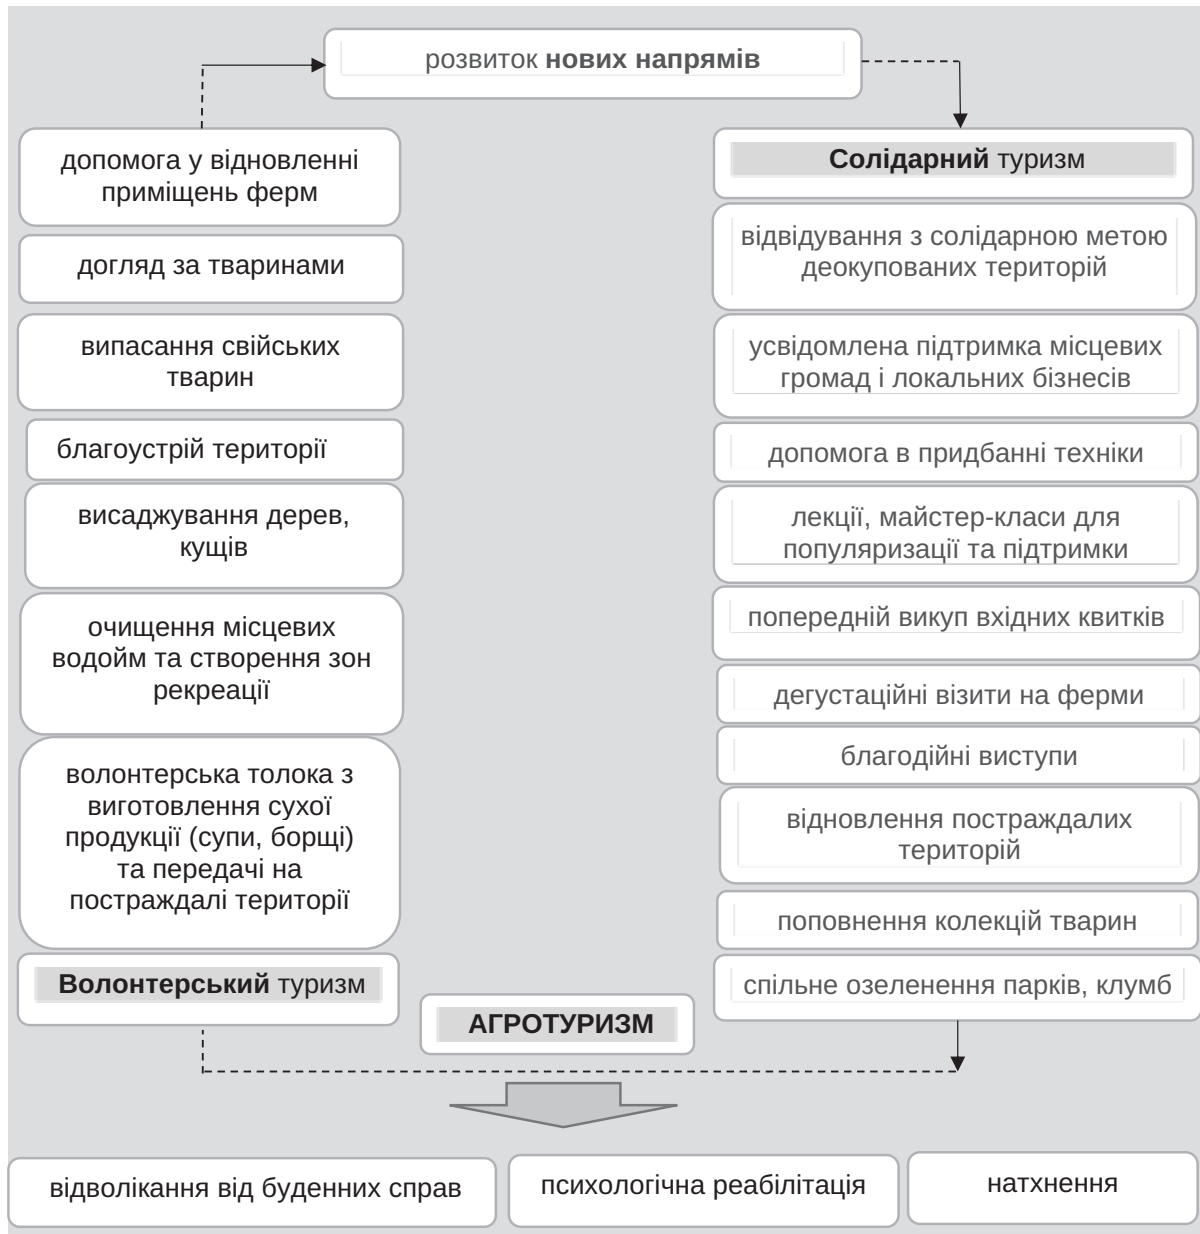 розвиток нових напрямів
допомога у відновленні
приміщень ферм
догляд за тваринами
випасання свійських
тварин
благоустрій території
висаджування дерев,
кущів
очищення місцевих
водойм та створення зон
рекреації
волонтерська толока з
виготовлення сухої
продукції (супи, борщі)
та передачі на
постраждалі території
Волонтерський туризм
Солідарний туризм
відвідування з солідарною метою
деокупованих територій
усвідомлена підтримка місцевих
громад і локальних бізнесів
допомога в придбанні техніки
лекції, майстер-класи для
популяризації та підтримки
попередній викуп вхідних квитків
дегустаційні візити на ферми
благодійні виступи
відновлення постраждалих
територій
поповнення колекцій тварин
спільне озеленення парків, клумб
АГРОТУРИЗМ
відволікання від буденних справ
психологічна реабілітація
натхнення